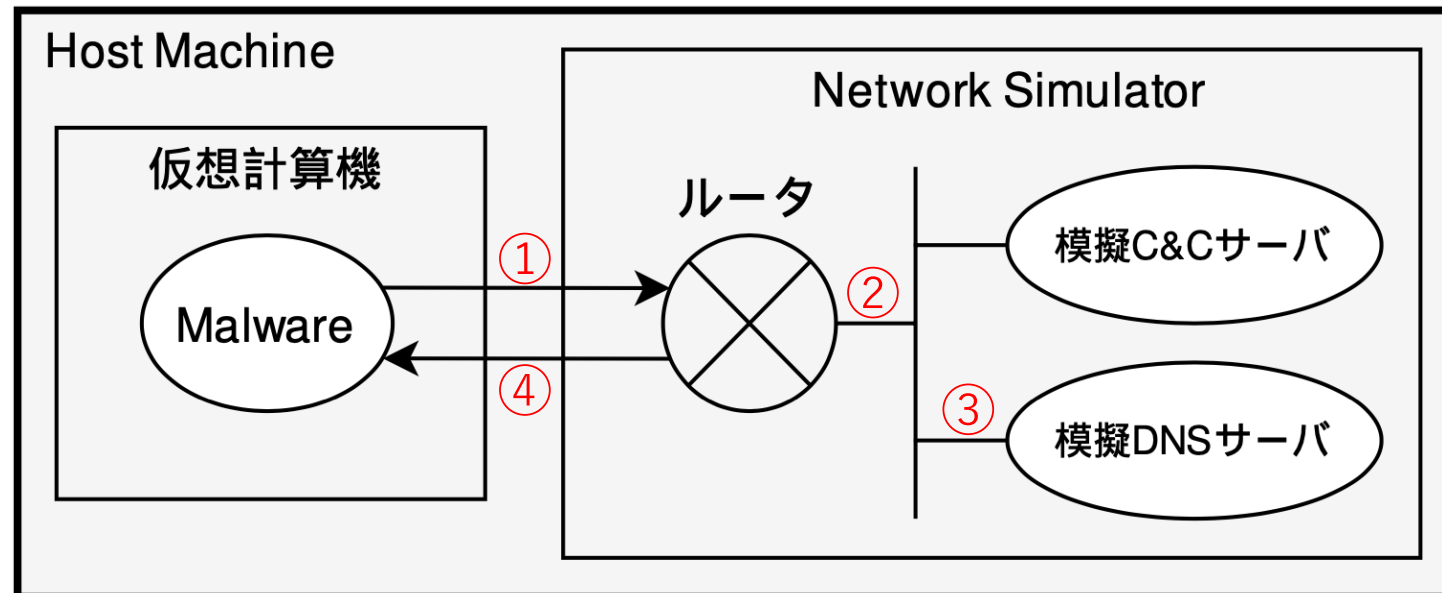 Host Machine
Network Simulator
仮想計算機
ルータ
①
Malware
②
模擬C&Cサーバ
④
③
模擬DNSサーバ